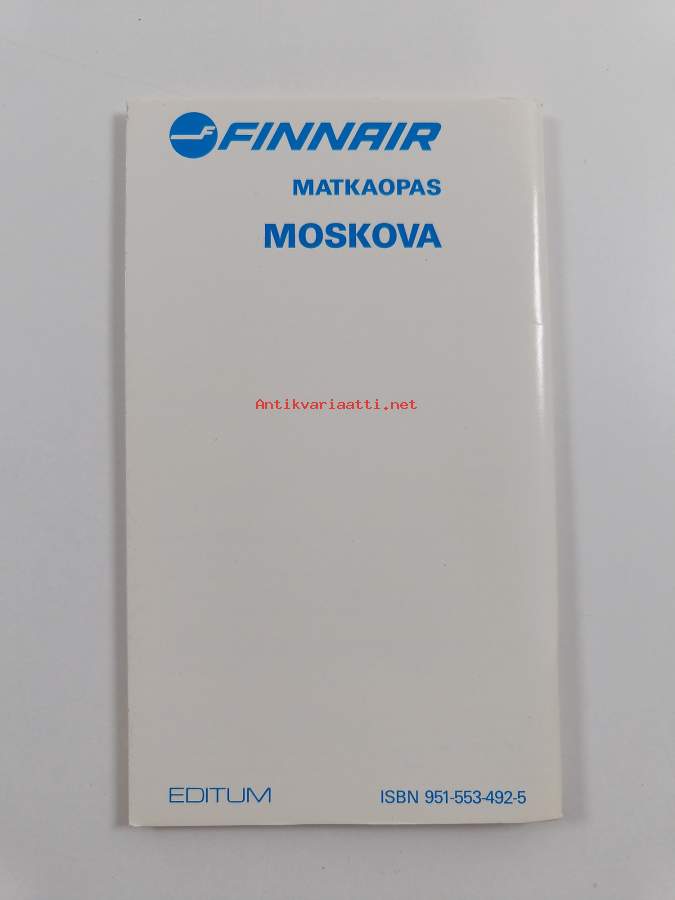 FINNAIR
MATKAOPAS
MOSKOVA
Antikvariaatti.net
EDITUM
ISBN 951-553-492-5